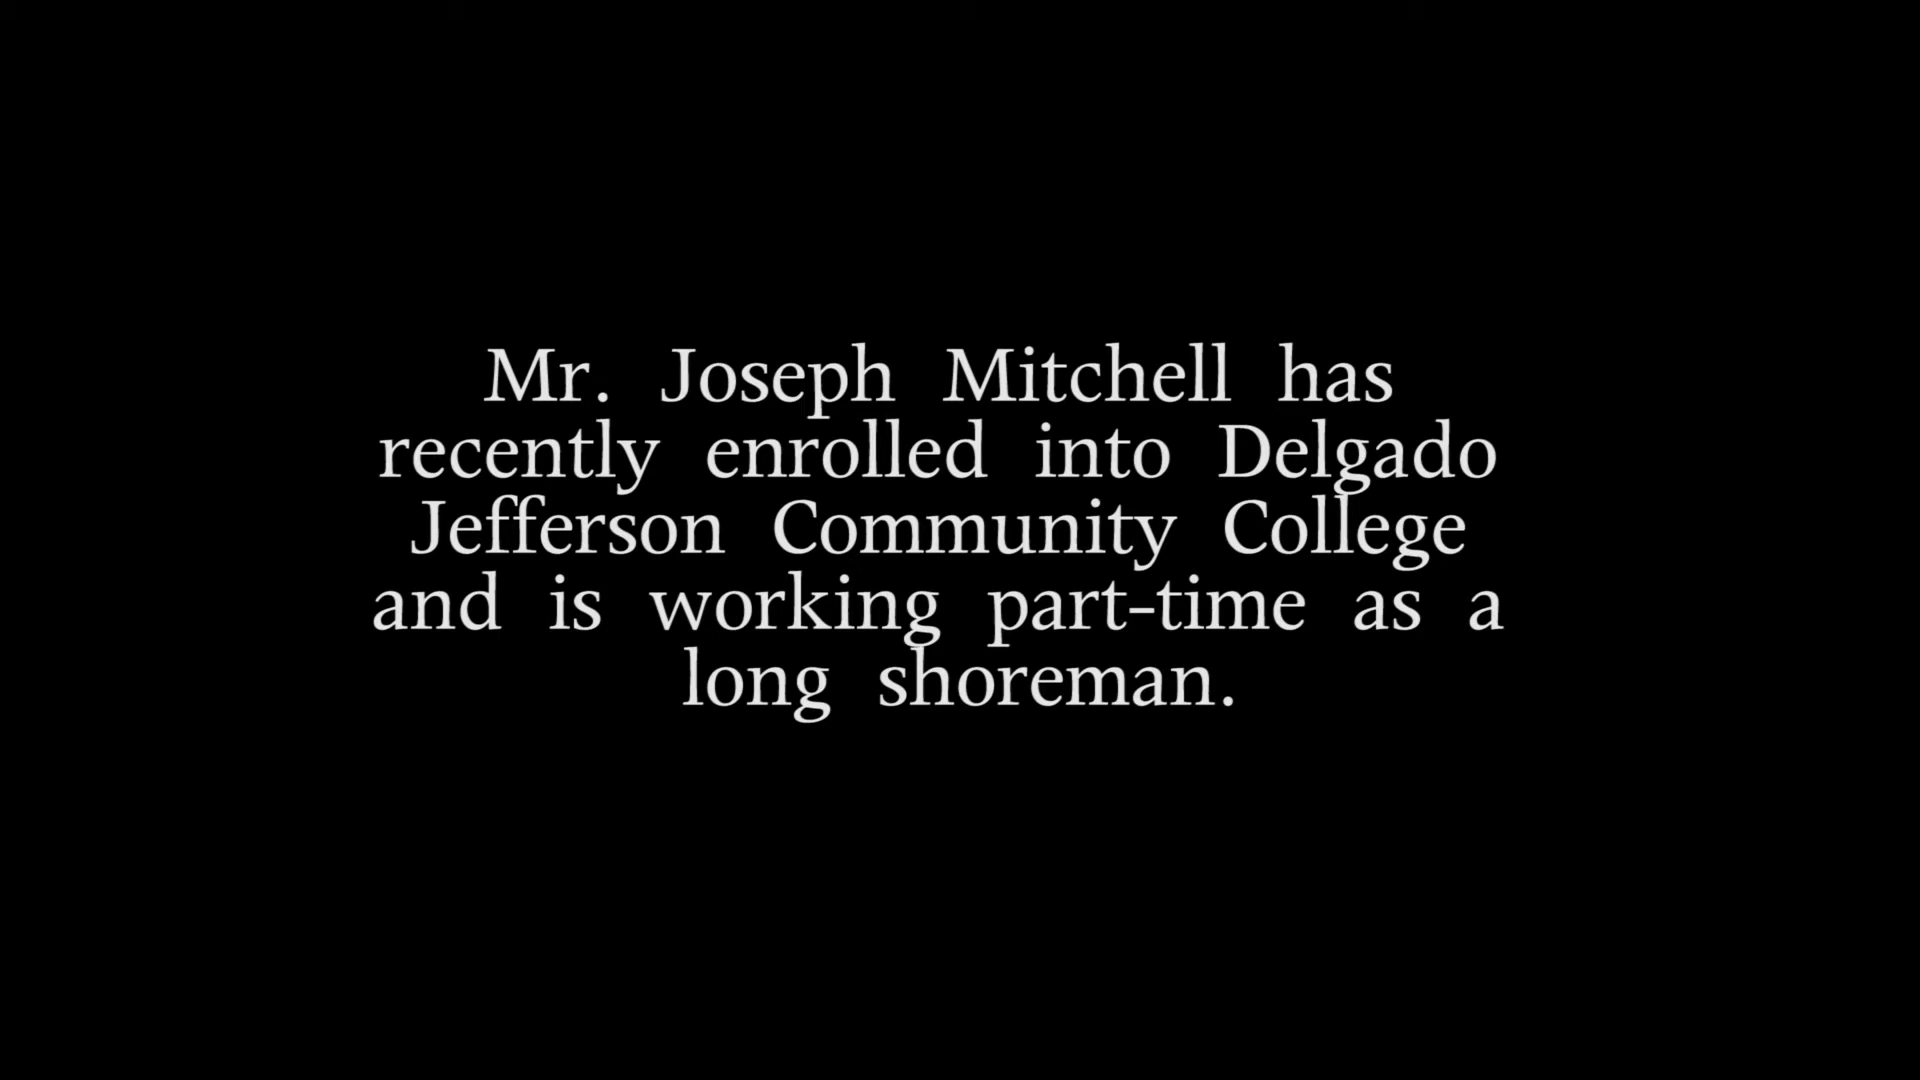 Mr. Joseph Mitchell has
recently enrolled into Delgado
Jefferson Community College
and is working part-time as a
long shoreman.